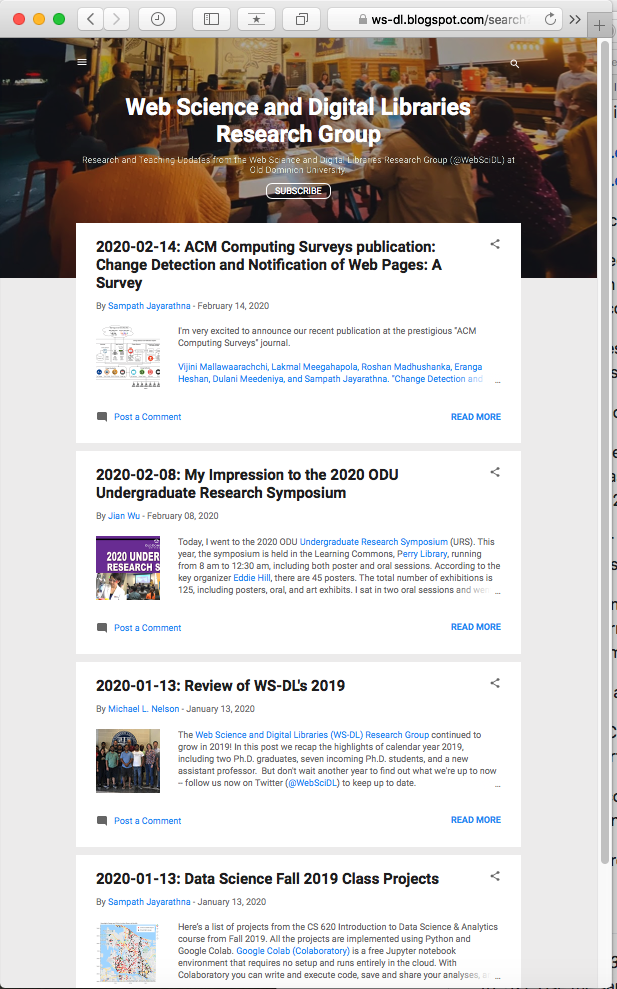 ws-dl.blogspot.com/search
Web Science and Digital Libraries
Research Group
Research and Teaching Updates from the Web Science and Digital Libraries Research Group (@WebSciDL) at
Old Dominion University.
SUBSCRIBE
2020-02-14: ACM Computing Surveys publication:
Change Detection and Notification of Web Pages: A
Survey
By Sampath Jayarathna - February 14, 2020
I'm very excited to announce our recent publication at the prestigious "ACM
Computing Surveys" journal.
Vijini Mallawaarachchi, Lakmal Meegahapola, Roshan Madhushanka, Eranga
Heshan, Dulani Meedeniya, and Sampath Jayarathna. "Change Detection and ...
Post a Comment
READ MORE
2020-02-08: My Impression to the 2020 ODU
Undergraduate Research Symposium
By Jian Wu - February 08, 2020
2020 UNDER
RESEARCH S
Today, I went to the 2020 ODU Undergraduate Research Symposium (URS). This
year, the symposium is held in the Learning Commons, Perry Library, running
from 8 am to 12:30 am, including both poster and oral sessions. According to the
key organizer Eddie Hill, there are 45 posters. The total number of exhibitions is
125, including posters, oral, and art exhibits. I sat in two oral sessions and ...
Post a Comment
READ MORE
2020-01-13: Review of WS-DL's 2019
By Michael L. Nelson - January 13, 2020
The Web Science and Digital Libraries (WS-DL) Research Group continued to
grow in 2019! In this post we recap the highlights of calendar year 2019,
including two Ph.D. graduates, seven incoming Ph.D. students, and a new
assistant professor. But don't wait another year to find out what we're up to now
– follow us now on Twitter (@WebSciDL) to keep up to date. ...
Post a Comment
READ MORE
2020-01-13: Data Science Fall 2019 Class Projects
By Sampath Jayarathna - January 13, 2020
Here's a list of projects from the CS 620 Introduction to Data Science & Analytics
course from Fall 2019. All the projects are implemented using Python and
Google Colab. Google Colab (Colaboratory) is a free Jupyter notebook
environment that requires no setup and runs entirely in the cloud. With
Colaboratory you can write and execute code, save and share your analyses, ...